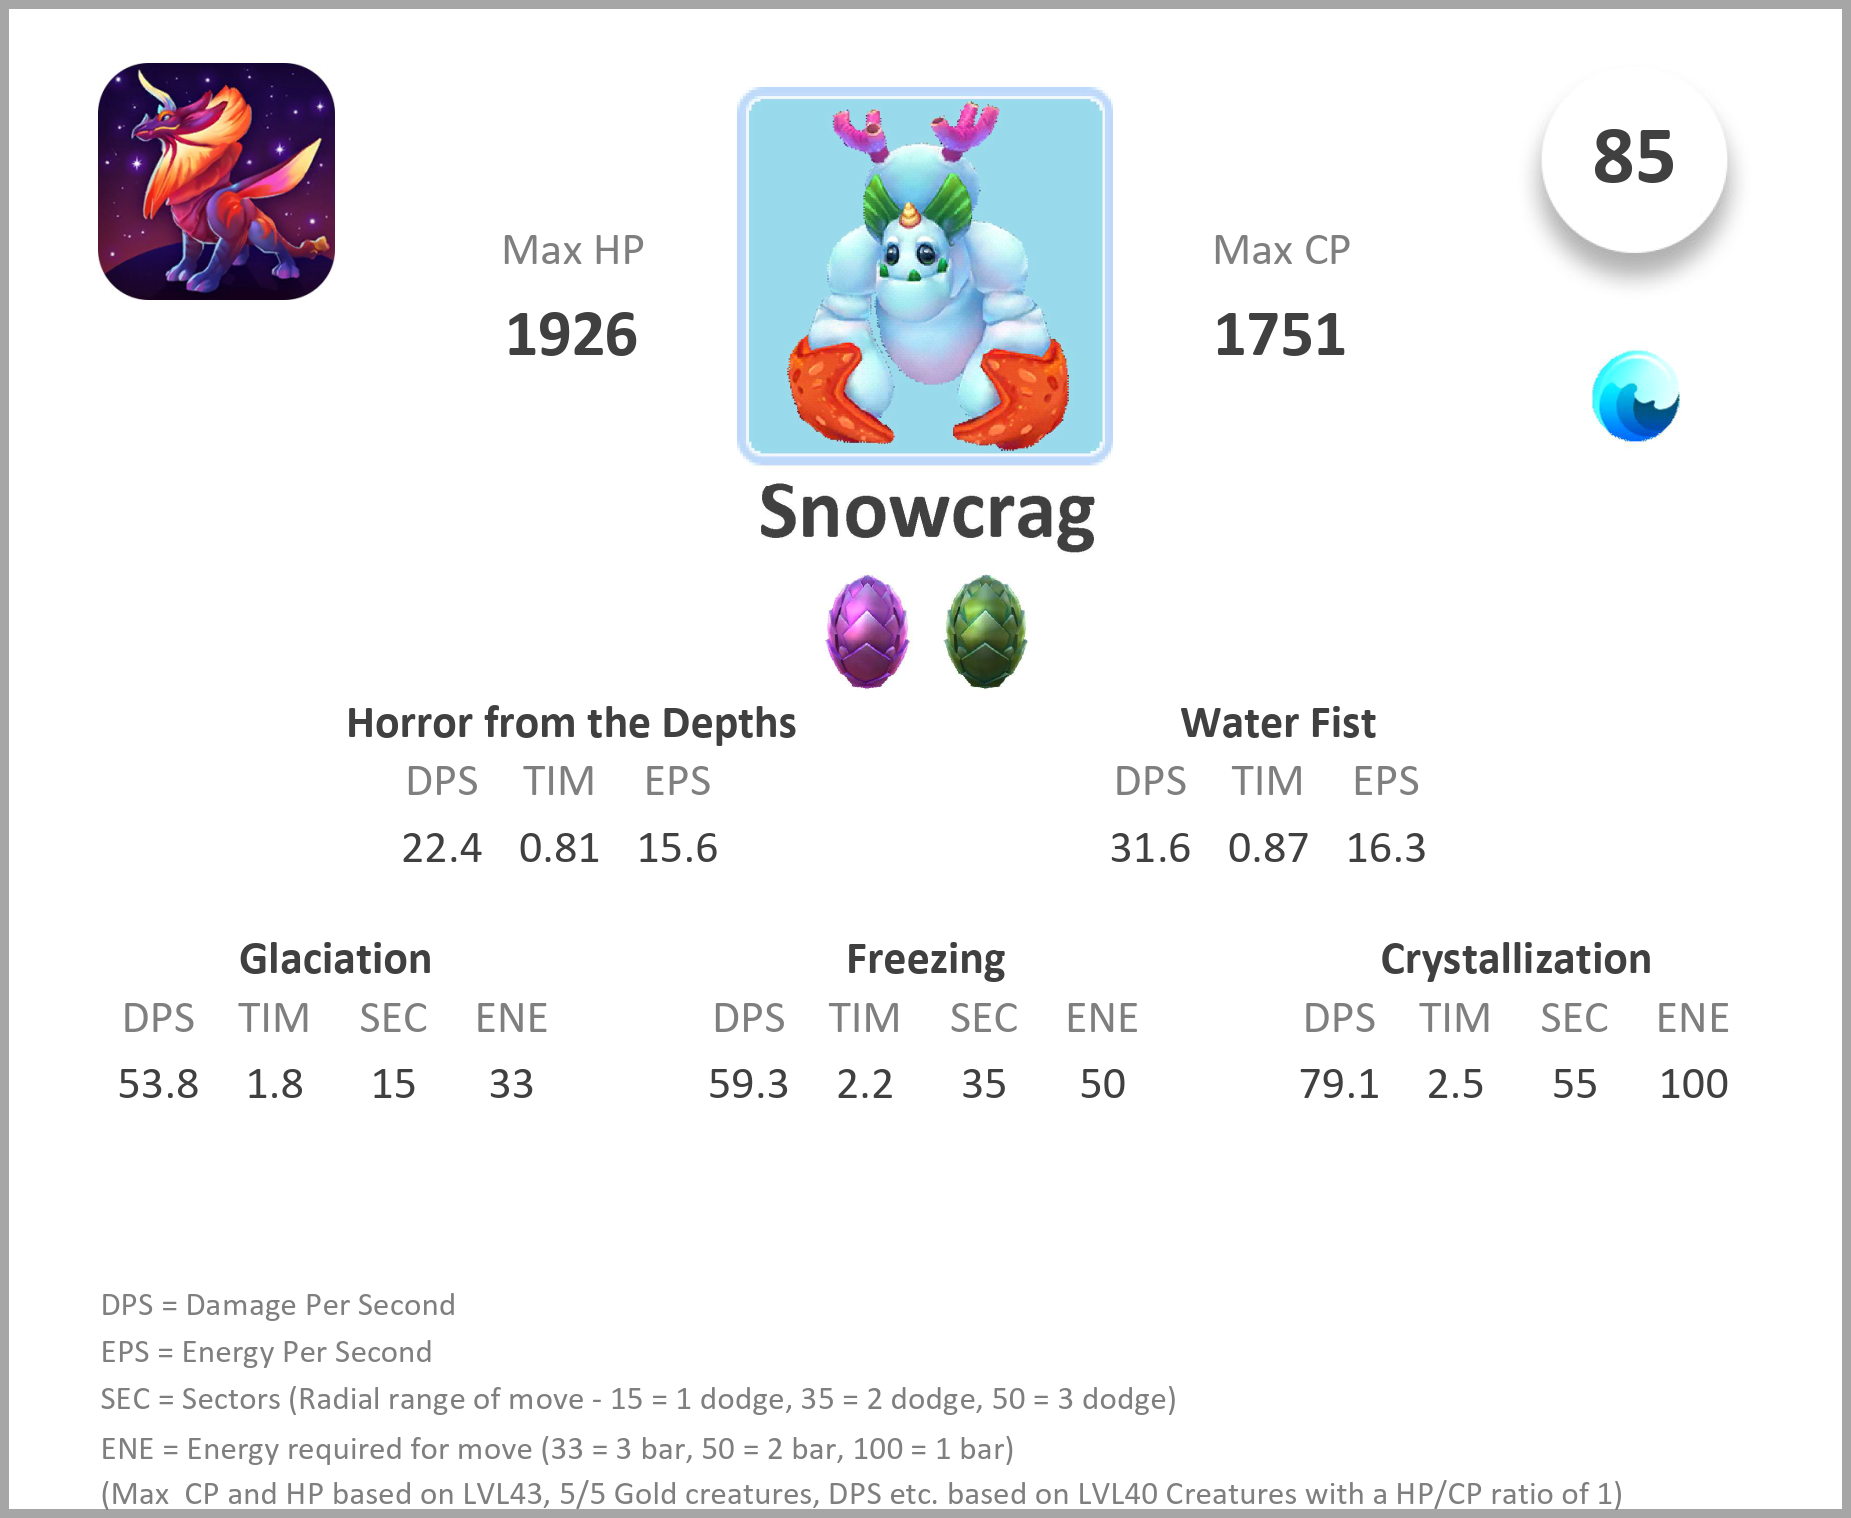 85
Max HP
Max CP
1926
1751
Snowcrag
Horror from the Depths
Water Fist
DPS TIM EPS
DPS TIM EPS
22.4 0.81 15.6
31.6 0.87 16.3
Glaciation
Freezing
Crystallization
DPS TIM SEC ENE
DPS TIM SEC ENE
DPS TIM SEC ENE
53.8 1.8 15 33
59.3 2.2 35 50
79.1 2.5 55 100
DPS = Damage Per Second
EPS = Energy Per Second
SEC = Sectors (Radial range of move - 15 = 1 dodge, 35 = 2 dodge, 50 = 3 dodge)
ENE = Energy required for move (33 = 3 bar, 50 = 2 bar, 100 = 1 bar)
(Max  CP and HP based on LVL43, 5/5 Gold creatures, DPS etc. based on LVL40 Creatures with a HP/CP ratio of 1)